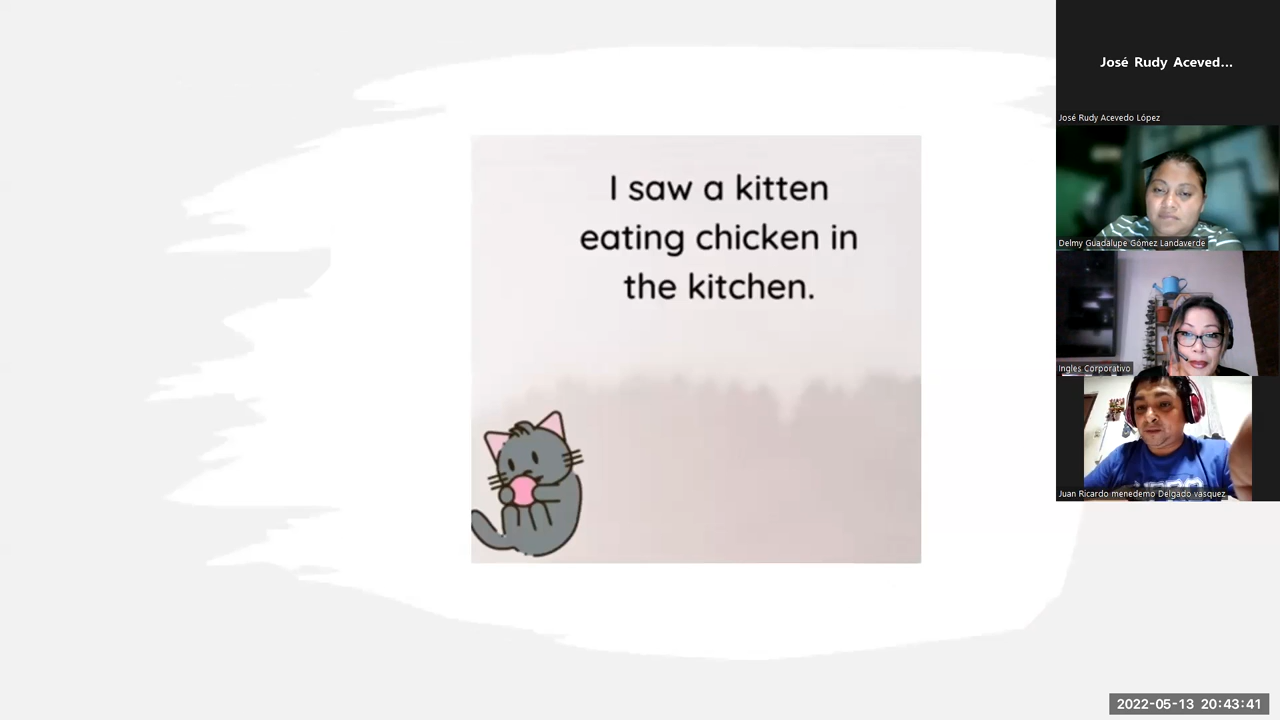 I saw a kitten
eating chicken in
the kitchen.
José Rudy Aceved...
José Rudy Acevedo López
Delmy Guadalupe Gómez Landaverde
Ingles Corporativo
Juan Ricardo menedemo Delgado vasquez
2022-05-13 20:43:41